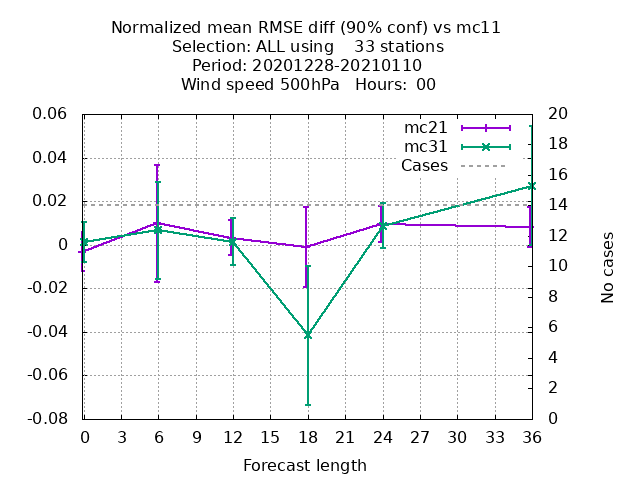 Normalized mean RMSE diff (90% conf) vs mc11
Selection: ALL using    33 stations
Period: 20201228-20210110
Wind speed 500hPa   Hours:  00
mc21
mc31
Cases
0.06
0.04
0.02
0
-0.02
-0.04
-0.06
-0.08
20
18
16
14
12
10
8
6
4
2
0
No cases
0 3 6 9 12 15 18 21 24 27 30 33 36
Forecast length